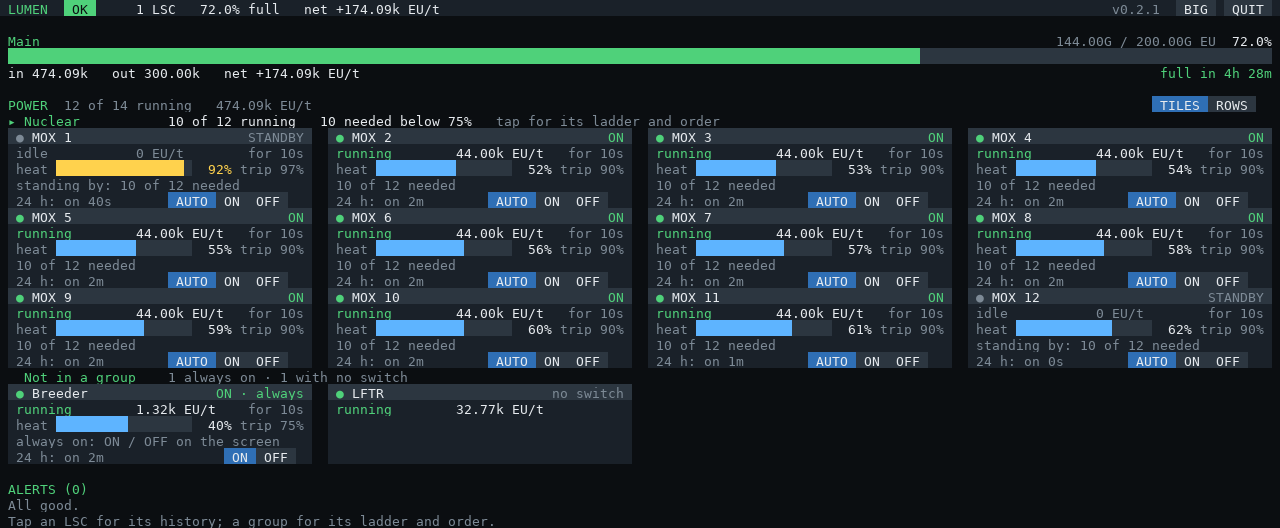 LUMEN OK 1 LSC 72.0% full net +174.09k EU/t v0.2.1 BIG QUIT
Main 144.00G / 200.00G EU 72.0%
in 474.09k out 300.00k net +174.09k EU/t full in 4h 28m
POWER 12 of 14 running 474.09k EU/t TILES ROWS
▸ Nuclear 10 of 12 running 10 needed below 75% tap for its ladder and order
● MOX 1 STANDBY ● MOX 2 ON ● MOX 3 ON ● MOX 4 ON
idle 0 EU/t for 10s running 44.00k EU/t for 10s running 44.00k EU/t for 10s running 44.00k EU/t for 10s
heat 92% trip 97% heat 52% trip 90% heat 53% trip 90% heat 54% trip 90%
standing by: 10 of 12 needed 10 of 12 needed 10 of 12 needed 10 of 12 needed
24 h: on 40s AUTO ON OFF 24 h: on 2m AUTO ON OFF 24 h: on 2m AUTO ON OFF 24 h: on 2m AUTO ON OFF
● MOX 5 ON ● MOX 6 ON ● MOX 7 ON ● MOX 8 ON
running 44.00k EU/t for 10s running 44.00k EU/t for 10s running 44.00k EU/t for 10s running 44.00k EU/t for 10s
heat 55% trip 90% heat 56% trip 90% heat 57% trip 90% heat 58% trip 90%
10 of 12 needed 10 of 12 needed 10 of 12 needed 10 of 12 needed
24 h: on 2m AUTO ON OFF 24 h: on 2m AUTO ON OFF 24 h: on 2m AUTO ON OFF 24 h: on 2m AUTO ON OFF
● MOX 9 ON ● MOX 10 ON ● MOX 11 ON ● MOX 12 STANDBY
running 44.00k EU/t for 10s running 44.00k EU/t for 10s running 44.00k EU/t for 10s idle 0 EU/t for 10s
heat 59% trip 90% heat 60% trip 90% heat 61% trip 90% heat 62% trip 90%
10 of 12 needed 10 of 12 needed 10 of 12 needed standing by: 10 of 12 needed
24 h: on 2m AUTO ON OFF 24 h: on 2m AUTO ON OFF 24 h: on 1m AUTO ON OFF 24 h: on 0s AUTO ON OFF
Not in a group 1 always on · 1 with no switch
● Breeder ON · always ● LFTR no switch
running 1.32k EU/t for 10s running 32.77k EU/t
heat 40% trip 75%
always on: ON / OFF on the screen
24 h: on 2m ON OFF
ALERTS (0)
All good.
Tap an LSC for its history; a group for its ladder and order.